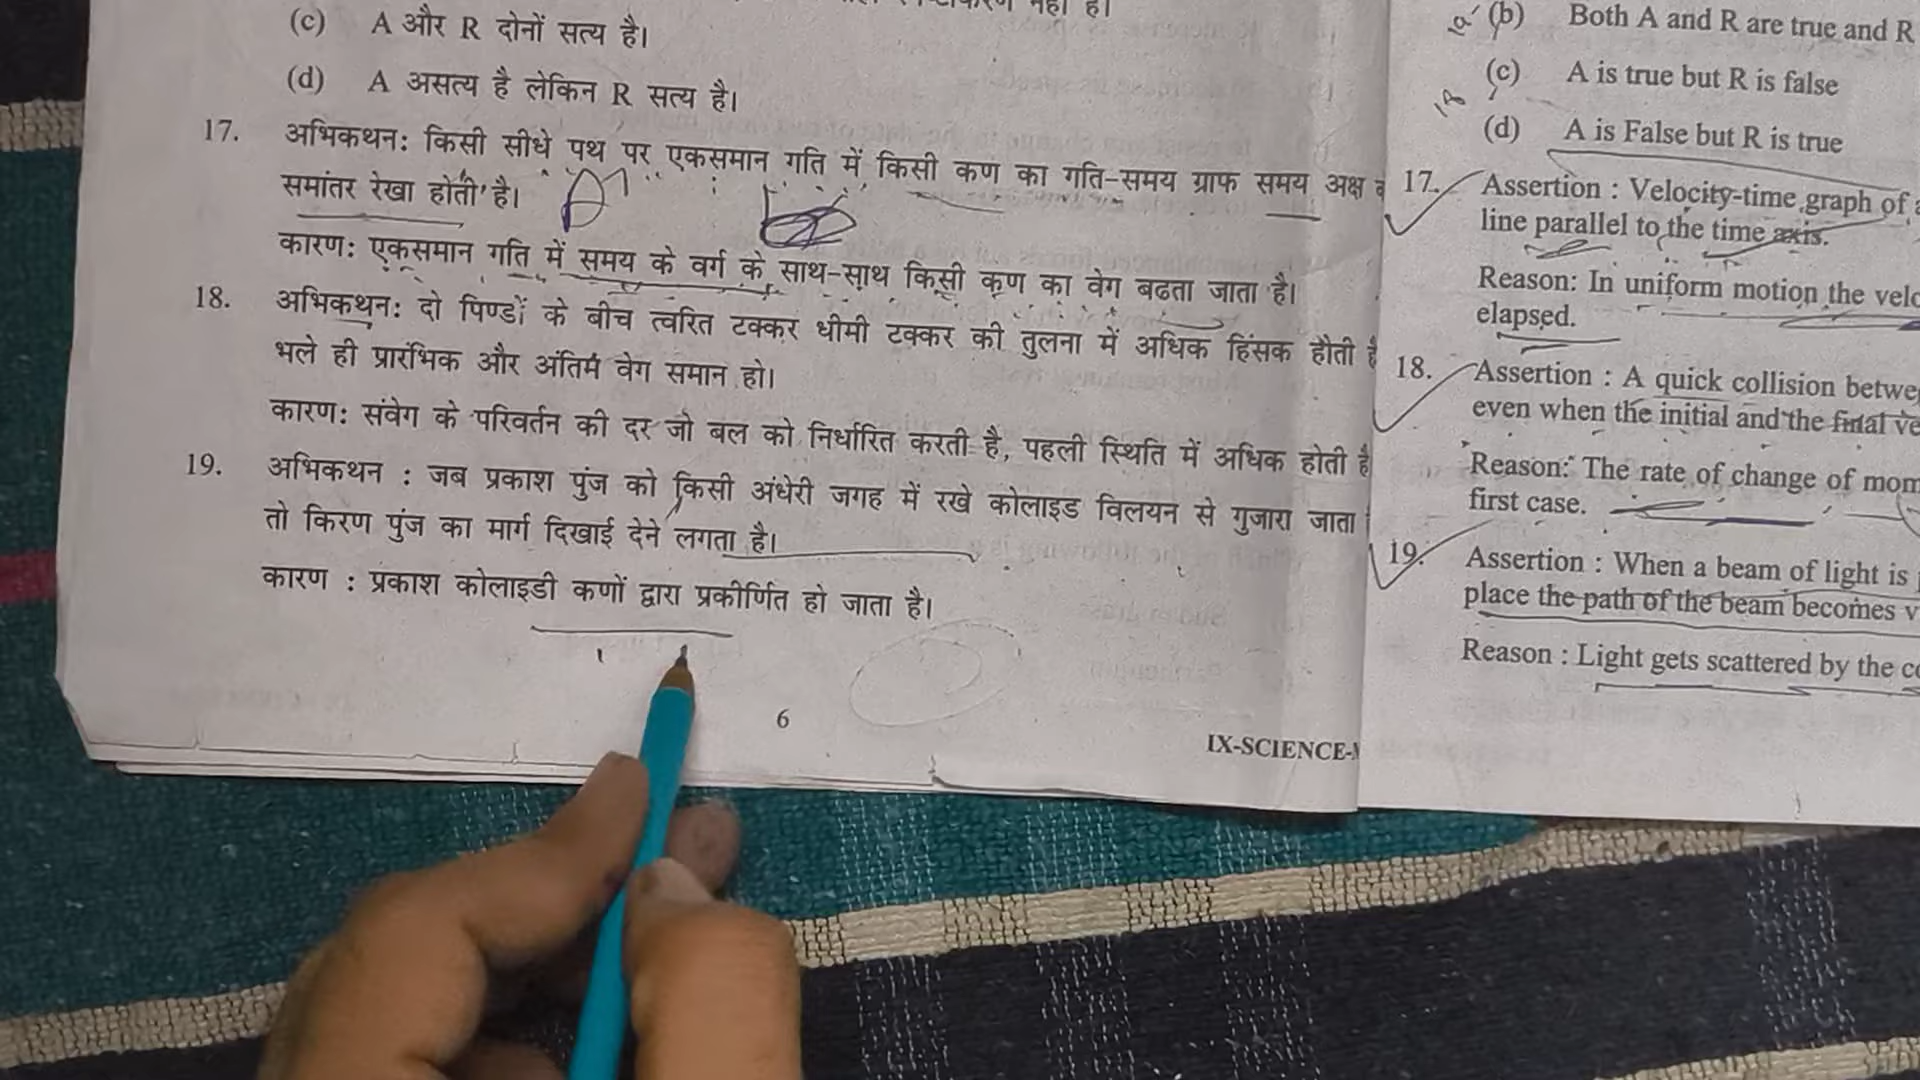 (c) A और R दोनों सत्य है।
(d) A असत्य है लेकिन R सत्य है।
17. अभिकथन: किसी सीधे पथ पर एकसमान गति में किसी कण का गति-समय ग्राफ समय अक्ष
समांतर रेखा होती है।
कारण: एकसमान गति में समय के वर्ग के साथ-साथ किसी कण का वेग बढता जाता है।
18. अभिकथन: दो पिण्डों के बीच त्वरित टक्कर धीमी टक्कर की तुलना में अधिक हिंसक हौती है
भले ही प्रारंभिक और अंतिम वेग समान हो।
कारण: संवेग के परिवर्तन की दर जो बल को निर्धारित करती है, पहली स्थिति में अधिक होती है
19. अभिकथन : जब प्रकाश पुंज को किसी अंधेरी जगह में रखे कोलाइड विलयन से गुजारा जाता
तो किरण पुंज का मार्ग दिखाई देने लगता है।
कारण : प्रकाश कोलाइडी कणों द्वारा प्रकीर्णित हो जाता है।
6
IX-SCIENCE-
(b) Both A and R are true and R
(c) A is true but R is false
(d) A is False but R is true
17. Assertion : Velocity-time graph of
line parallel to the time axis.
Reason: In uniform motion the velo
elapsed.
18. Assertion : A quick collision betwe
even when the initial and the final ve
Reason: The rate of change of mom
first case.
19. Assertion : When a beam of light is
place the path of the beam becomes v
Reason : Light gets scattered by the co